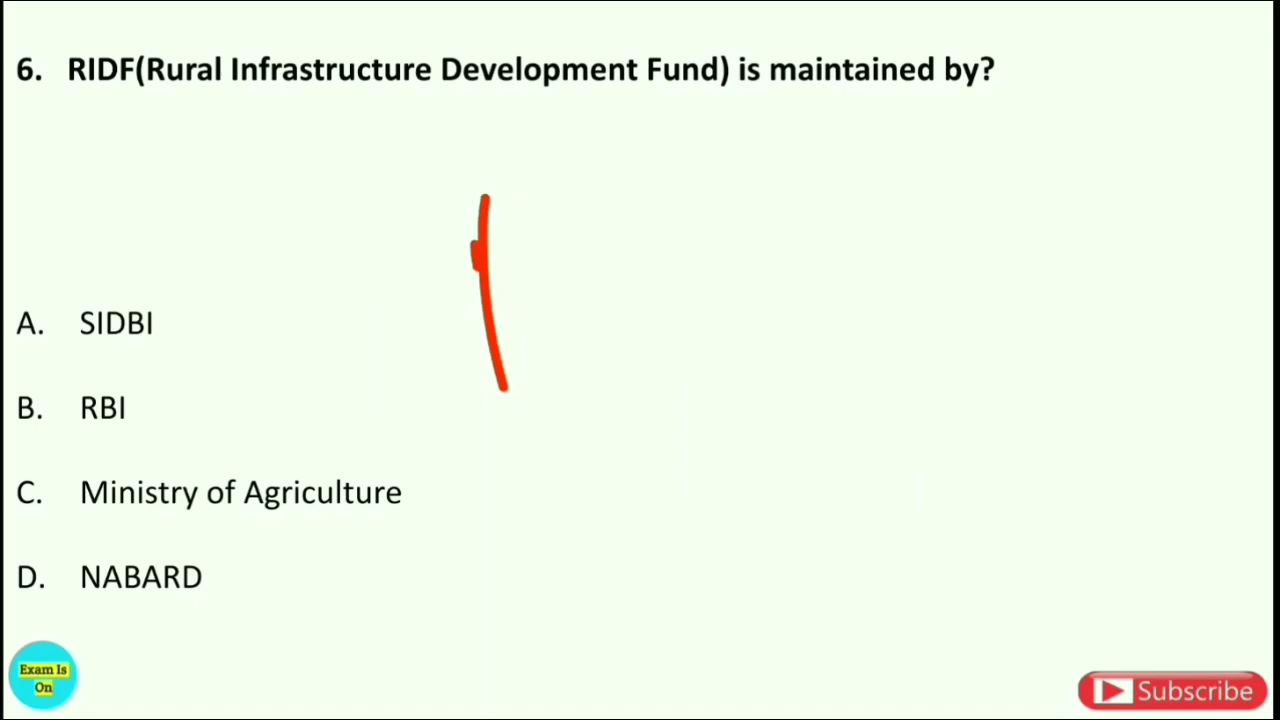 6. RIDF(Rural Infrastructure Development Fund) is maintained by?
A. SIDBI
B. RBI
C. Ministry of Agriculture
D. NABARD
Exam Is
On
Subscribe